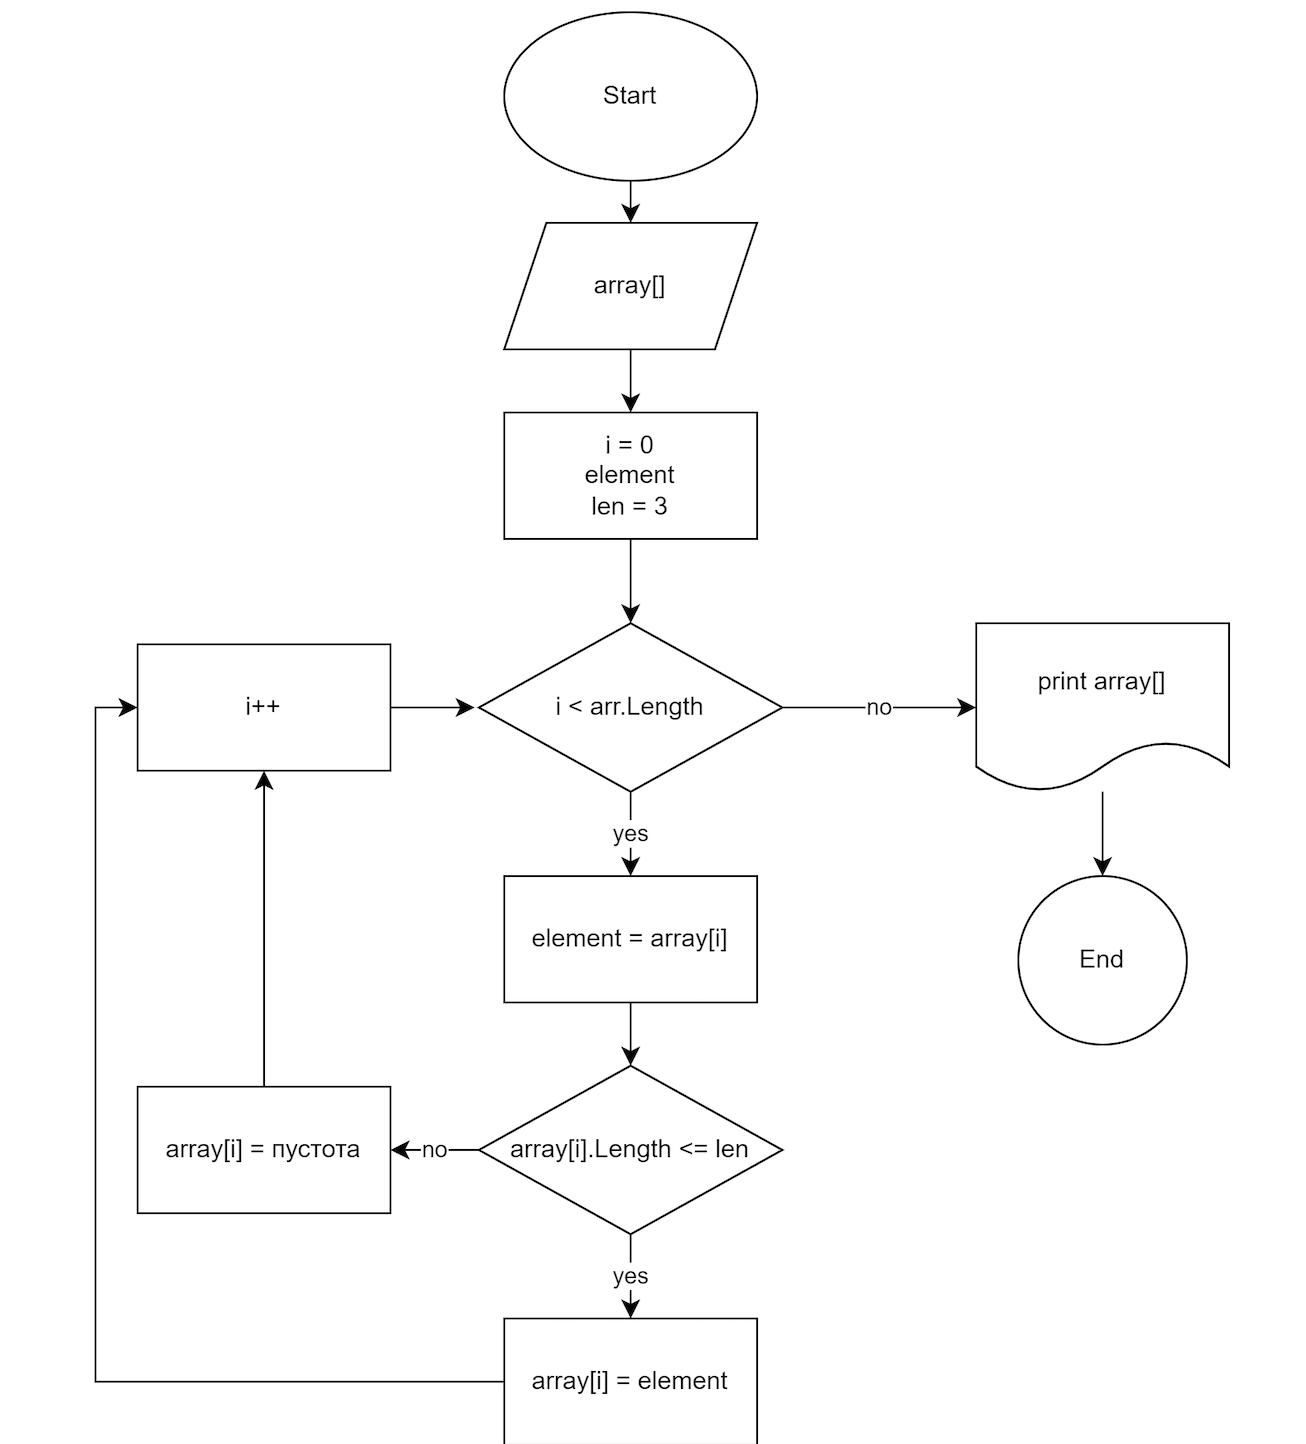 Start
array[]
i = 0
element
len = 3
i++
i < arr.Length
no
print array[]
yes
element = array[i]
End
array[i] = пустота
no
array[i].Length <= len
yes
array[i] = element